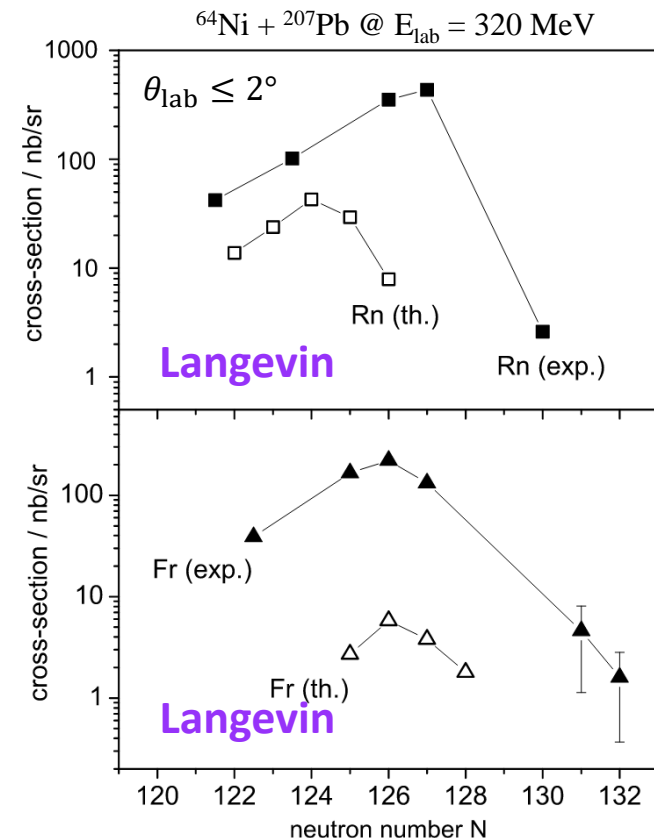 ⁶⁴Ni + ²⁰⁷Pb @ E_lab = 320 MeV
θ_lab ≤ 2°
cross-section / nb/sr
1000
100
10
1
Rn (th.)
Langevin
Rn (exp.)
cross-section / nb/sr
100
10
1
Fr (exp.)
Fr (th.)
Langevin
120 122 124 126 128 130 132
neutron number N